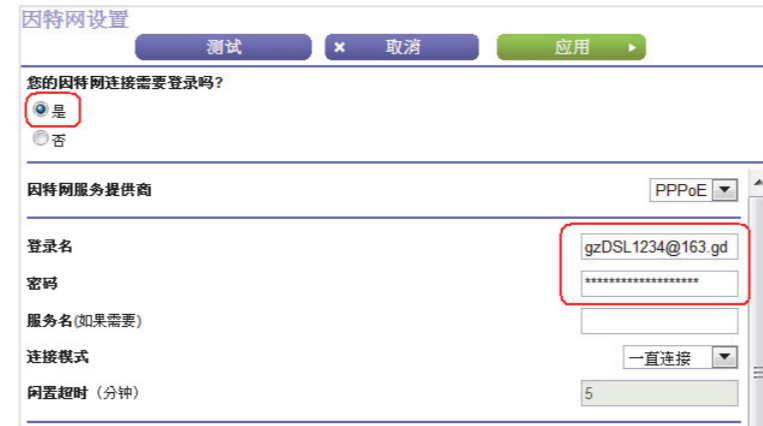 因特网设置
测试 × 取消 应用
您的因特网连接需要登录吗?
是
否
因特网服务提供商 PPPoE
登录名 gzDSL1234@163.gd
密码 *******************
服务名(如果需要)
连接模式 一直连接
闲置超时（分钟） 5